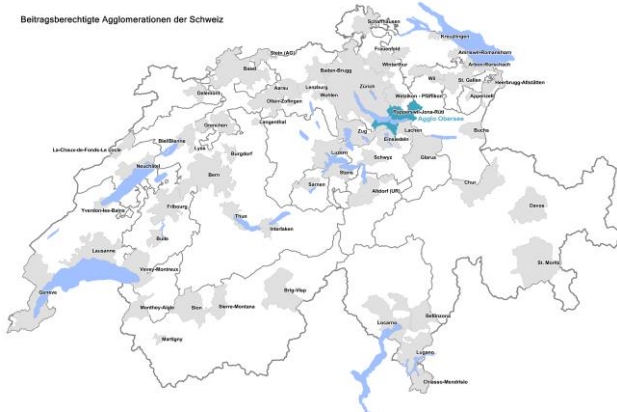 Beitragsberechtigte Agglomerationen der Schweiz
Schaffhausen
Kreuzlingen
Stein (AG)
Frauenfeld
Amriswil-Romanshorn
Basel
Baden-Brugg
Winterthur
Arbon-Rorschach
St. Gallen
Heerbrugg-Altstätten
Delémont
Aarau
Lenzburg
Zürich
Wil
Olten-Zofingen
Wohlen
Wetzikon - Pfäffikon
Appenzell
Rapperswil-Jona-Rüti
Grenchen
Langenthal
Agglo Obersee
Biel/Bienne
Zug
Lachen
Buchs
La-Chaux-de-Fonds-Le Locle
Lyss
Burgdorf
Luzern
Einsiedeln
Neuchâtel
Schwyz
Glarus
Bern
Stans
Sarnen
Chur
Yverdon-les-Bains
Fribourg
Altdorf (UR)
Davos
Thun
Bulle
Interlaken
Lausanne
St. Moritz
Vevey-Montreux
Genève
Brig-Visp
Monthey-Aigle
Sion
Sierre-Montana
Bellinzona
Locarno
Martigny
Lugano
Chiasso-Mendrisio